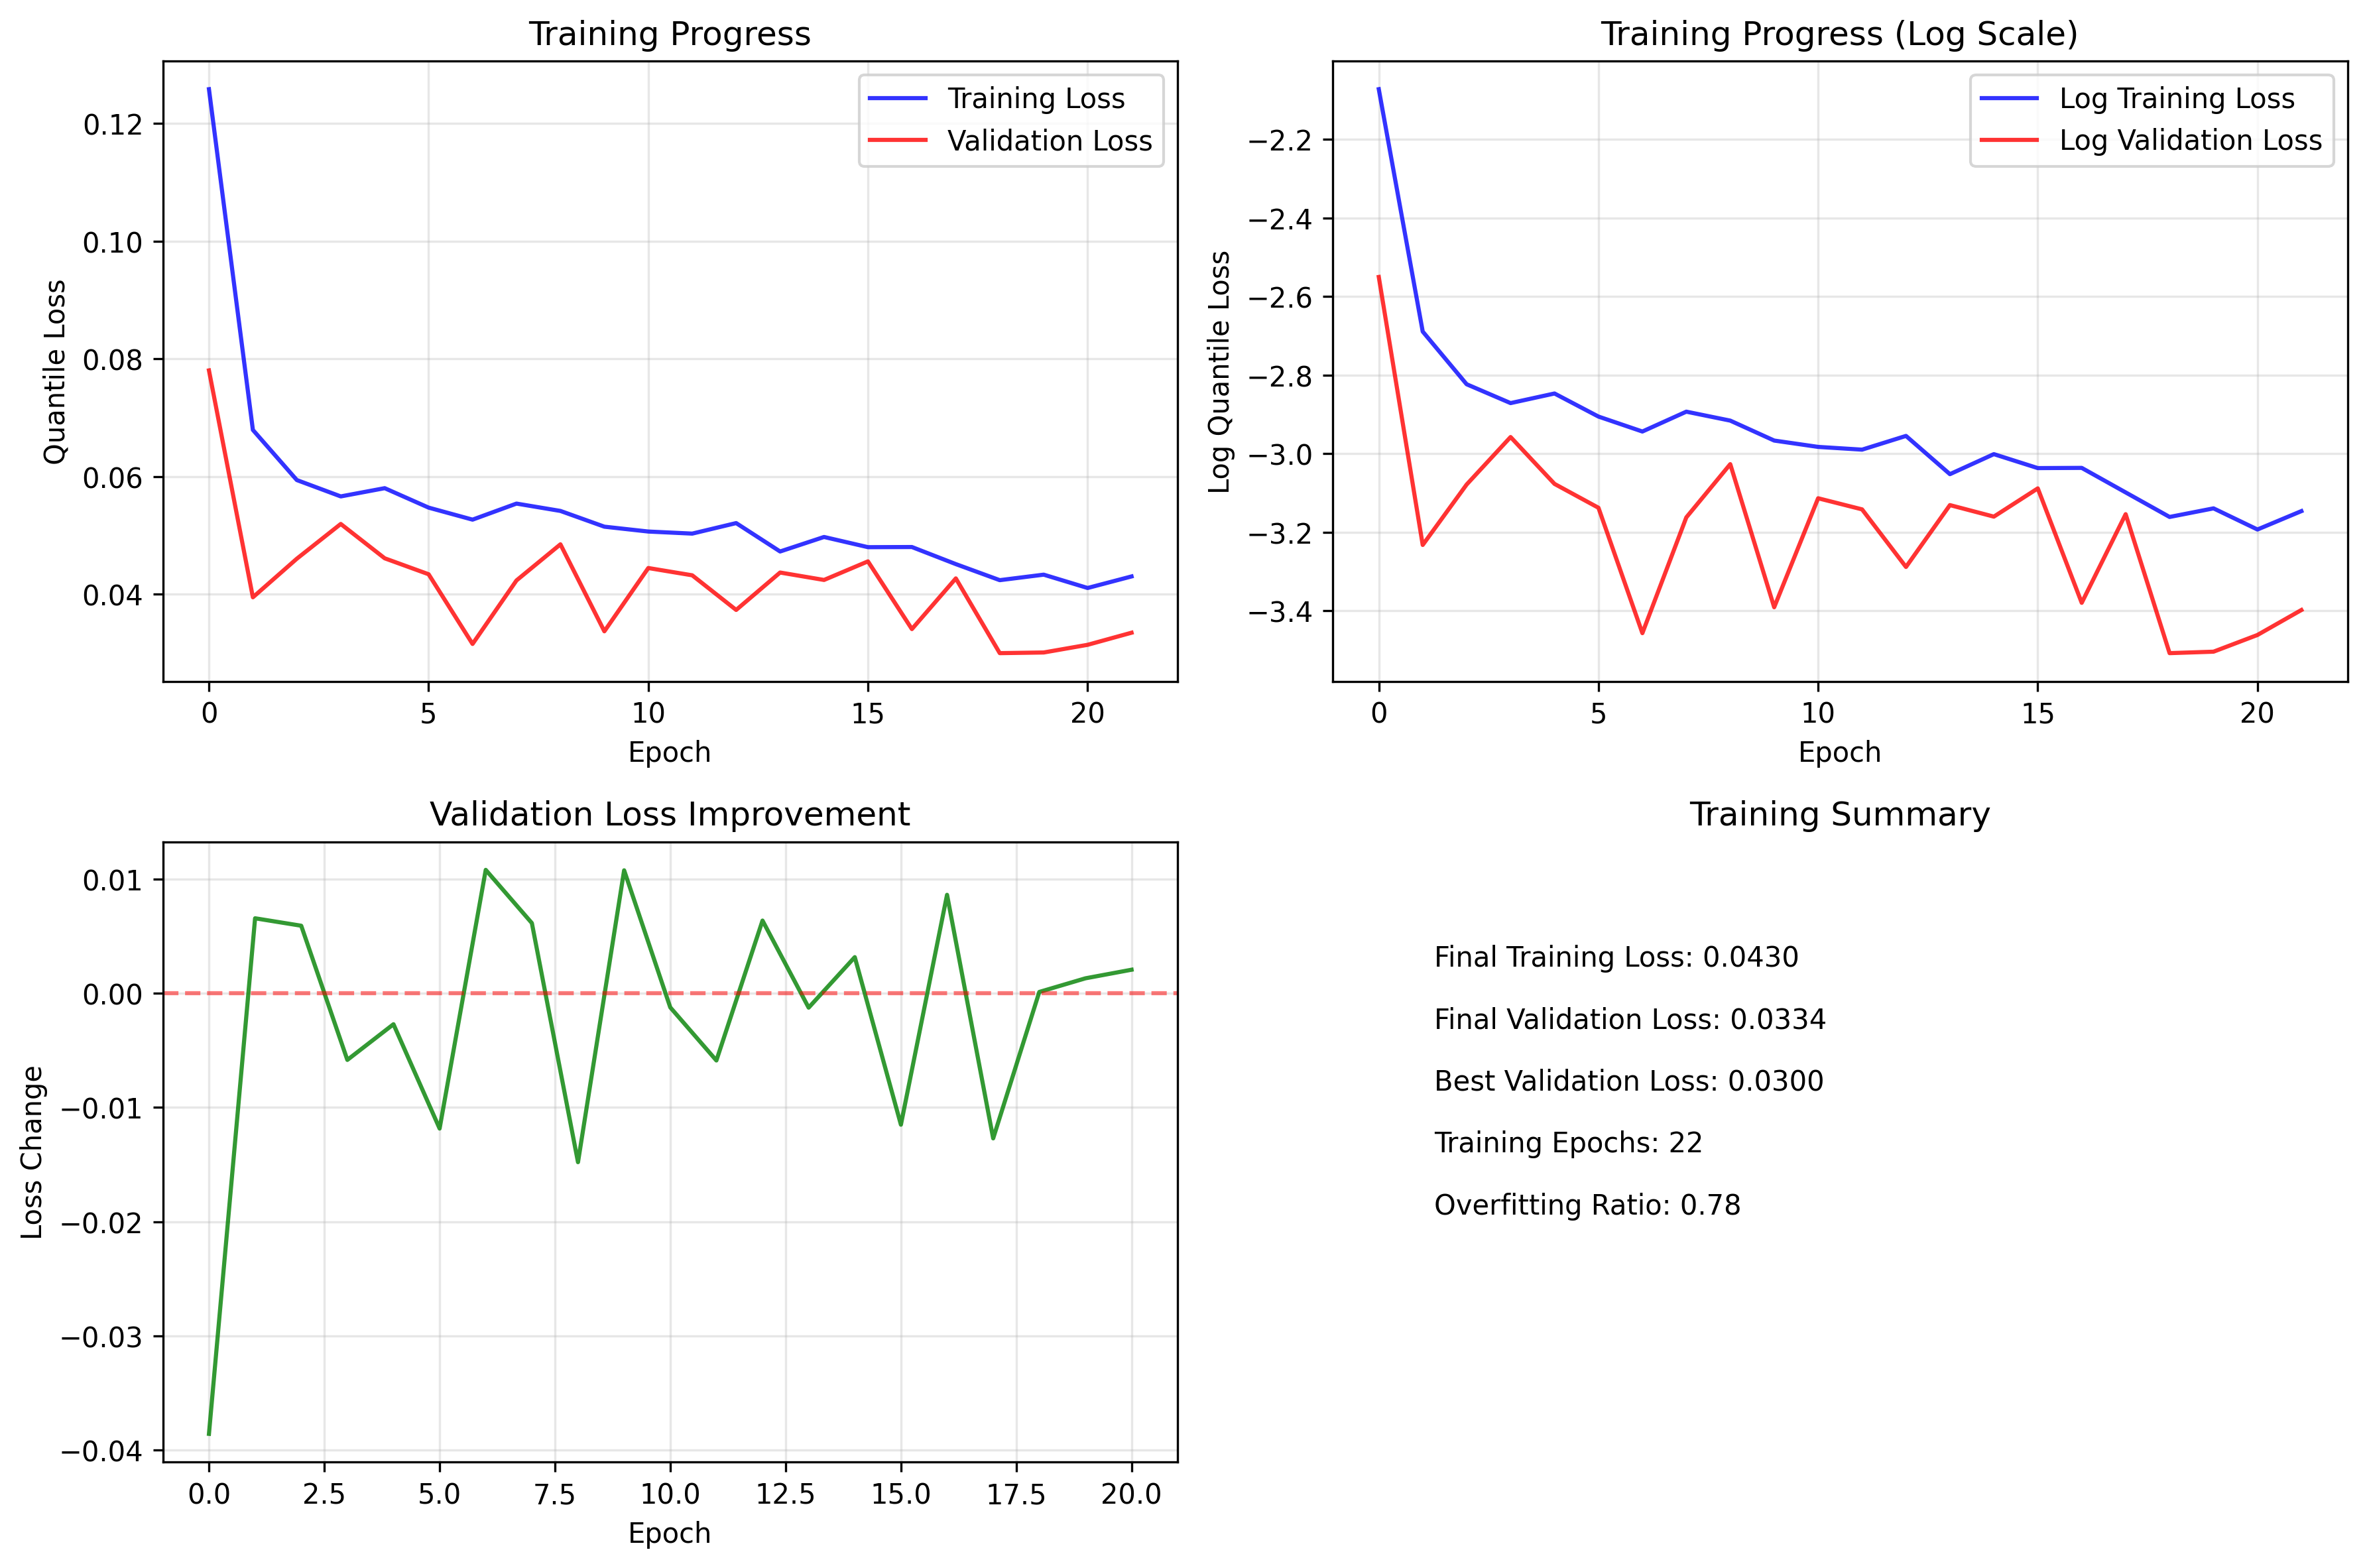 Training Progress
Training Loss
Validation Loss
0.12
0.10
0.08
0.06
0.04
Quantile Loss
0 5 10 15 20
Epoch
Training Progress (Log Scale)
Log Training Loss
Log Validation Loss
−2.2
−2.4
−2.6
−2.8
−3.0
−3.2
−3.4
Log Quantile Loss
0 5 10 15 20
Epoch
Validation Loss Improvement
0.01
0.00
−0.01
−0.02
−0.03
−0.04
Loss Change
0.0 2.5 5.0 7.5 10.0 12.5 15.0 17.5 20.0
Epoch
Training Summary
Final Training Loss: 0.0430
Final Validation Loss: 0.0334
Best Validation Loss: 0.0300
Training Epochs: 22
Overfitting Ratio: 0.78